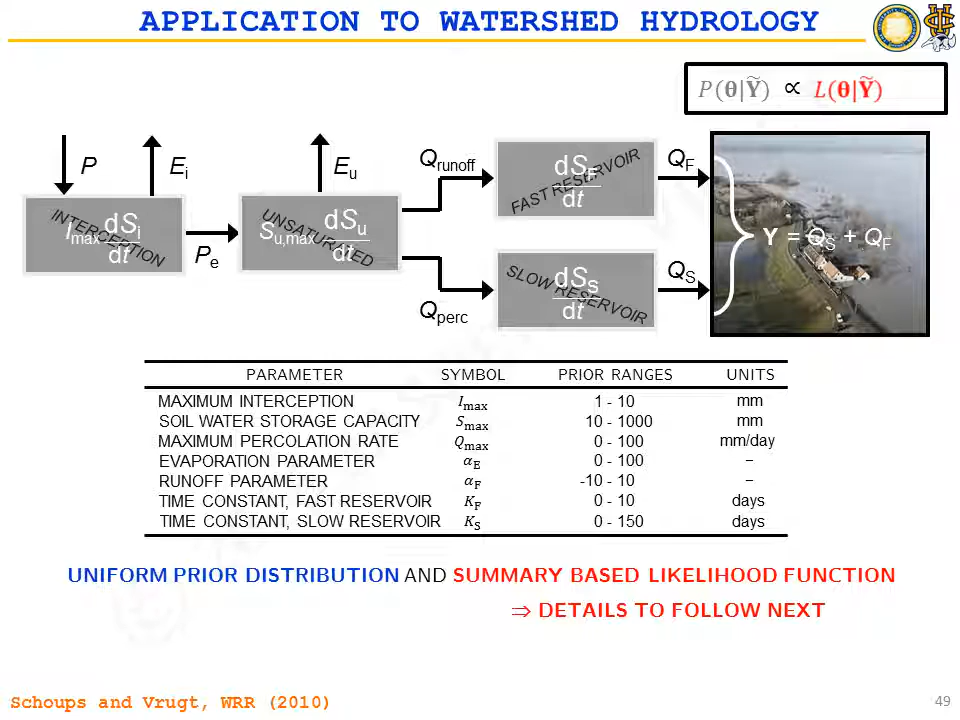 APPLICATION TO WATERSHED HYDROLOGY
P(θ|Ỹ) ∝ L(θ|Ỹ)
P
Ei
Eu
Qrunoff
QF
INTERCEPTION
Imax dSi/dt
Pe
UNSATURATED
Su,max dSu/dt
FAST RESERVOIR
dSF/dt
Y = QS + QF
Qperc
SLOW RESERVOIR
dSs/dt
QS
PARAMETER SYMBOL PRIOR RANGES UNITS
MAXIMUM INTERCEPTION Imax 1 - 10 mm
SOIL WATER STORAGE CAPACITY Smax 10 - 1000 mm
MAXIMUM PERCOLATION RATE Qmax 0 - 100 mm/day
EVAPORATION PARAMETER αE 0 - 100 –
RUNOFF PARAMETER αF -10 - 10 –
TIME CONSTANT, FAST RESERVOIR KF 0 - 10 days
TIME CONSTANT, SLOW RESERVOIR KS 0 - 150 days
UNIFORM PRIOR DISTRIBUTION AND SUMMARY BASED LIKELIHOOD FUNCTION
⇒ DETAILS TO FOLLOW NEXT
Schoups and Vrugt, WRR (2010)
49